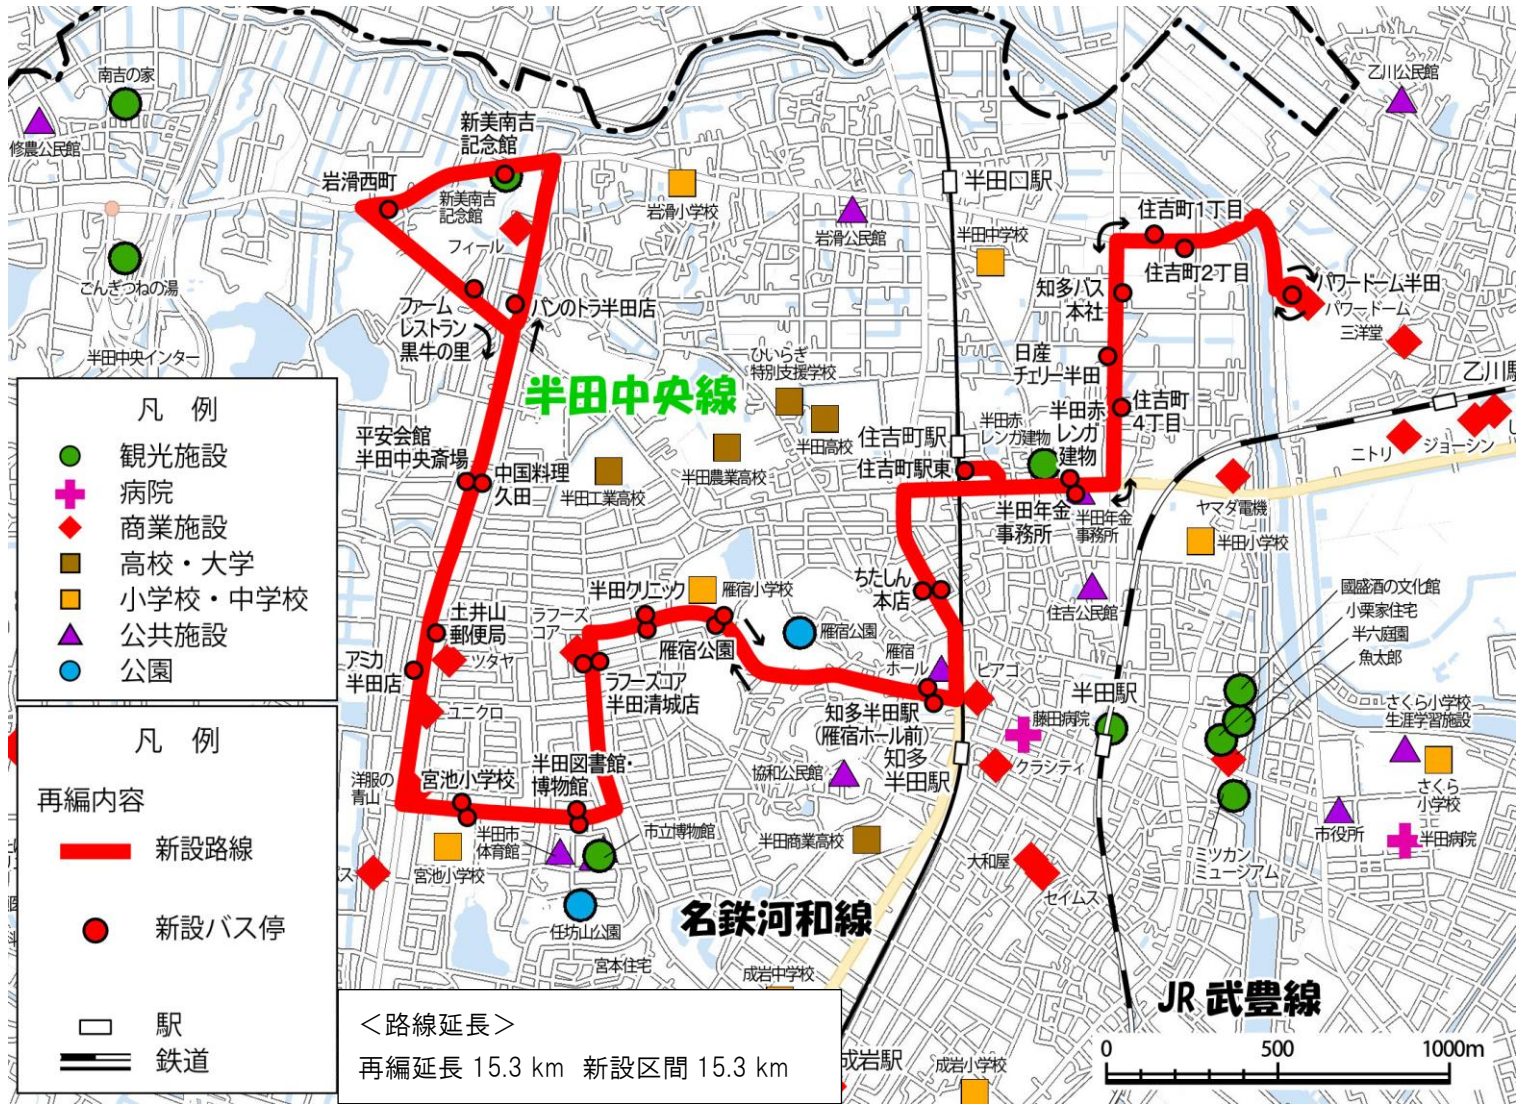 南吉の家
修農公民館
ごんぎつねの湯
半田中央インター
新美南吉
記念館
岩滑西町
新美南吉
記念館
フィール
岩滑小学校
岩滑公民館
半田口駅
半田中学校
住吉町1丁目
住吉町2丁目
乙川公民館
知多バス
本社
パワードーム半田
パワードーム
三洋堂
ファーム
レストラン
黒牛の里
パンのトラ半田店
日産
チェリー半田
ひいらぎ
特別支援学校
半田中央線
乙川駅
半田高校
半田農業高校
半田工業高校
住吉町駅
住吉町駅東
半田赤
レンガ建物
半田赤
レンガ
建物
住吉町
4丁目
ニトリ
ジョーシン
ヤマダ電機
平安会館
半田中央斎場
中国料理
久田
半田年金
事務所
半田年金
事務所
半田小学校
半田クリニック
雁宿小学校
ちたしん
本店
住吉公民館
國盛酒の文化館
小栗家住宅
半六庭園
魚太郎
土井山
郵便局
ラフーズ
コア
雁宿公園
雁宿公園
雁宿
ホール
ピアゴ
アミカ
半田店
ツタヤ
ユニクロ
ラフーズコア
半田清城店
知多半田駅
(雁宿ホール前)
知多
半田駅
半田駅
藤田病院
クラシティ
さくら小学校
生涯学習施設
洋服の
青山
宮池小学校
半田図書館・
博物館
協和公民館
さくら
小学校
市役所
半田病院
半田市
体育館
市立博物館
半田商業高校
大和屋
セイムス
ミツカン
ミュージアム
宮池小学校
任坊山公園
宮本住宅
名鉄河和線
成岩中学校
JR 武豊線
成岩駅
成岩小学校
凡 例
観光施設
病院
商業施設
高校・大学
小学校・中学校
公共施設
公園
凡 例
再編内容
新設路線
新設バス停
駅
鉄道
＜路線延長＞
再編延長 15.3 km 新設区間 15.3 km
0 500 1000m